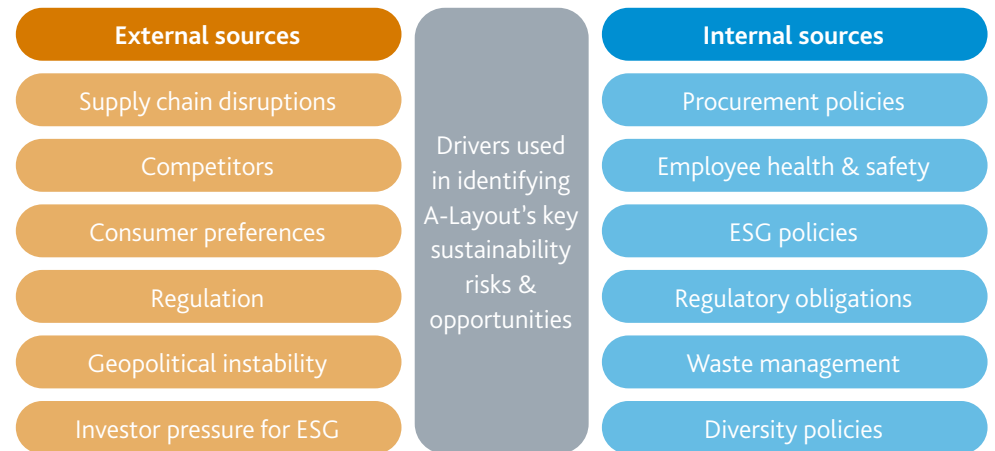 External sources
Supply chain disruptions
Competitors
Consumer preferences
Regulation
Geopolitical instability
Investor pressure for ESG
Drivers used
in identifying
A-Layout’s key
sustainability
risks &
opportunities
Internal sources
Procurement policies
Employee health & safety
ESG policies
Regulatory obligations
Waste management
Diversity policies